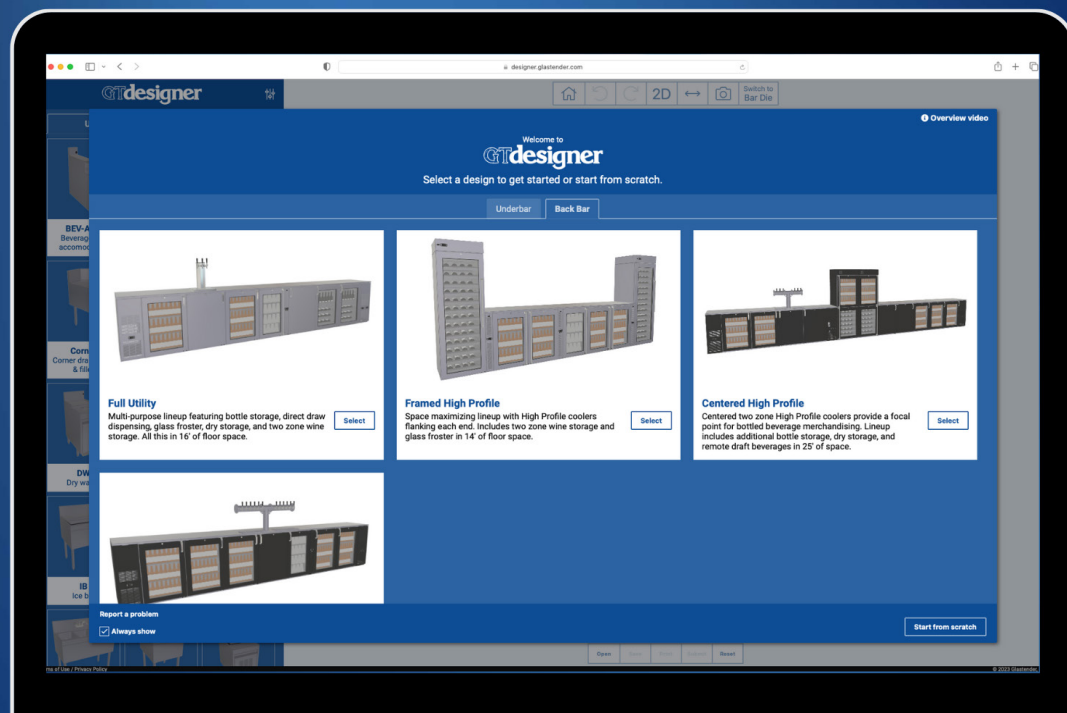 designer.glastender.com
GTdesigner
2D
Switch to
Bar Die
Overview video
Welcome to
GTdesigner
Select a design to get started or start from scratch.
Underbar
Back Bar
Full Utility
Multi-purpose lineup featuring bottle storage, direct draw
dispensing, glass froster, dry storage, and two zone wine
storage. All this in 16' of floor space.
Select
Framed High Profile
Space maximizing lineup with High Profile coolers
flanking each end. Includes two zone wine storage and
glass froster in 14' of floor space.
Select
Centered High Profile
Centered two zone High Profile coolers provide a focal
point for bottled beverage merchandising. Lineup
includes additional bottle storage, dry storage, and
remote draft beverages in 25' of space.
Select
BEV-A
Beverag
accomod
Corn
Corner dra
& fill
DW
Dry wa
IB
Ice b
Report a problem
Always show
Start from scratch
Open
Reset
ms of Use / Privacy Policy
© 2023 Glastender,